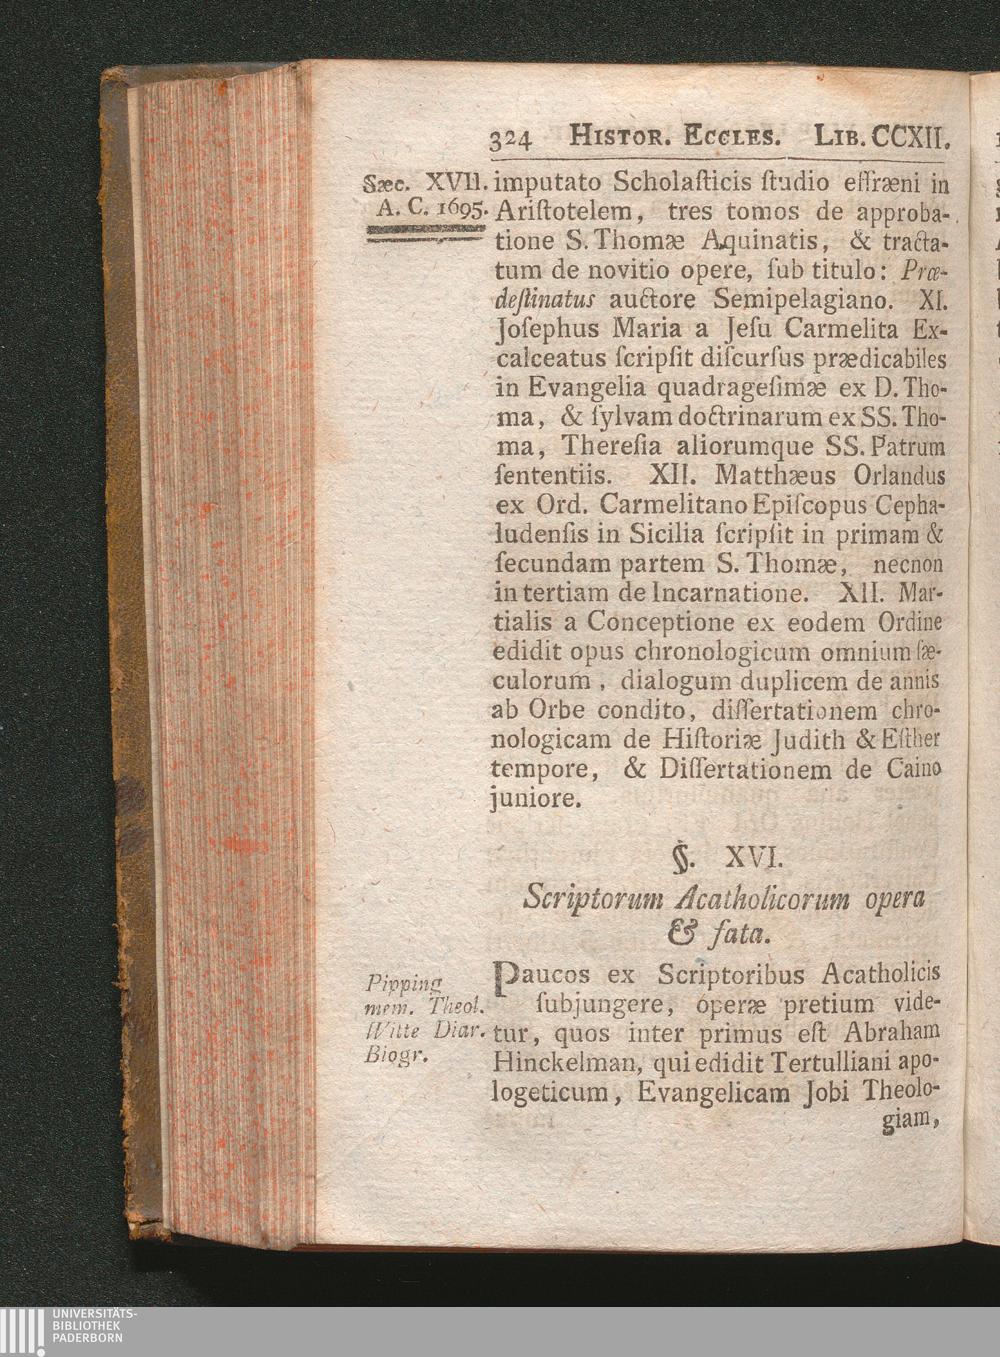 324 HISTOR. ECCLES. LIB. CCXII.
Sæc. XVII.
A. C. 1695.
imputato Scholaſticis ſtudio effræni in
Ariſtotelem, tres tomos de approba-
tione S. Thomæ Aquinatis, & tracta-
tum de novitio opere, ſub titulo: Præ-
deſtinatus auctore Semipelagiano. XI.
Joſephus Maria a Jeſu Carmelita Ex-
calceatus ſcripſit diſcurſus prædicabiles
in Evangelia quadrageſimæ ex D. Tho-
ma, & ſylvam doctrinarum ex SS. Tho-
ma, Thereſia aliorumque SS. Patrum
ſententiis. XII. Matthæus Orlandus
ex Ord. Carmelitano Epiſcopus Cepha-
ludenſis in Sicilia ſcripſit in primam &
ſecundam partem S. Thomæ, necnon
in tertiam de Incarnatione. XII. Mar-
tialis a Conceptione ex eodem Ordine
edidit opus chronologicum omnium ſæ-
culorum, dialogum duplicem de annis
ab Orbe condito, diſſertationem chro-
nologicam de Hiſtoriæ Judith & Eſther
tempore, & Diſſertationem de Caino
juniore.
§. XVI.
Scriptorum Acatholicorum opera
& fata.
Pipping
mem. Theol.
Witte Diar.
Biogr.
Paucos ex Scriptoribus Acatholicis
ſubjungere, operæ pretium vide-
tur, quos inter primus eſt Abraham
Hinckelman, qui edidit Tertulliani apo-
logeticum, Evangelicam Jobi Theolo-
giam,
UNIVERSITÄTS-
BIBLIOTHEK
PADERBORN